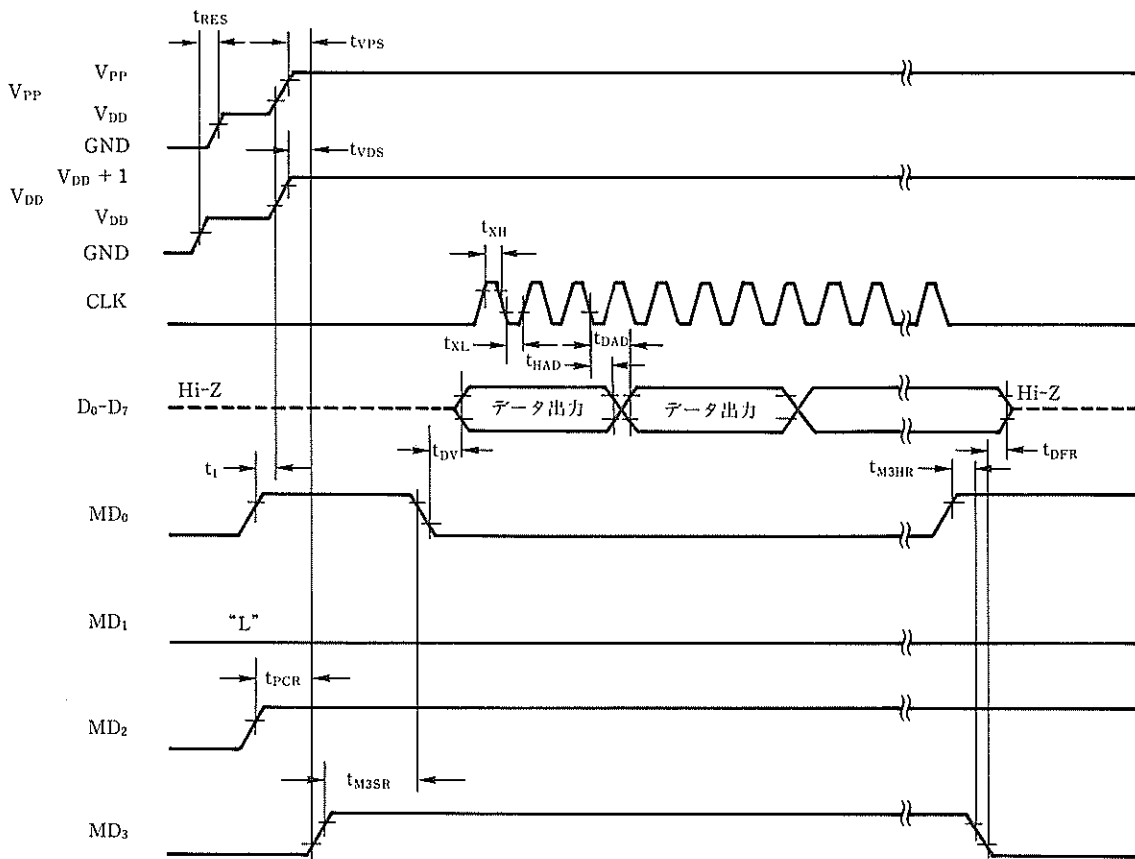 tRES
tVPS
VPP
VPP
VDD
GND
tVDS
VDD + 1
VDD
VDD
GND
tXH
CLK
tXL
tHAD
tDAD
Hi-Z
D0-D7
データ出力
データ出力
Hi-Z
tDV
tDFR
tI
tM3HR
MD0
MD1
"L"
tPCR
MD2
tM3SR
MD3